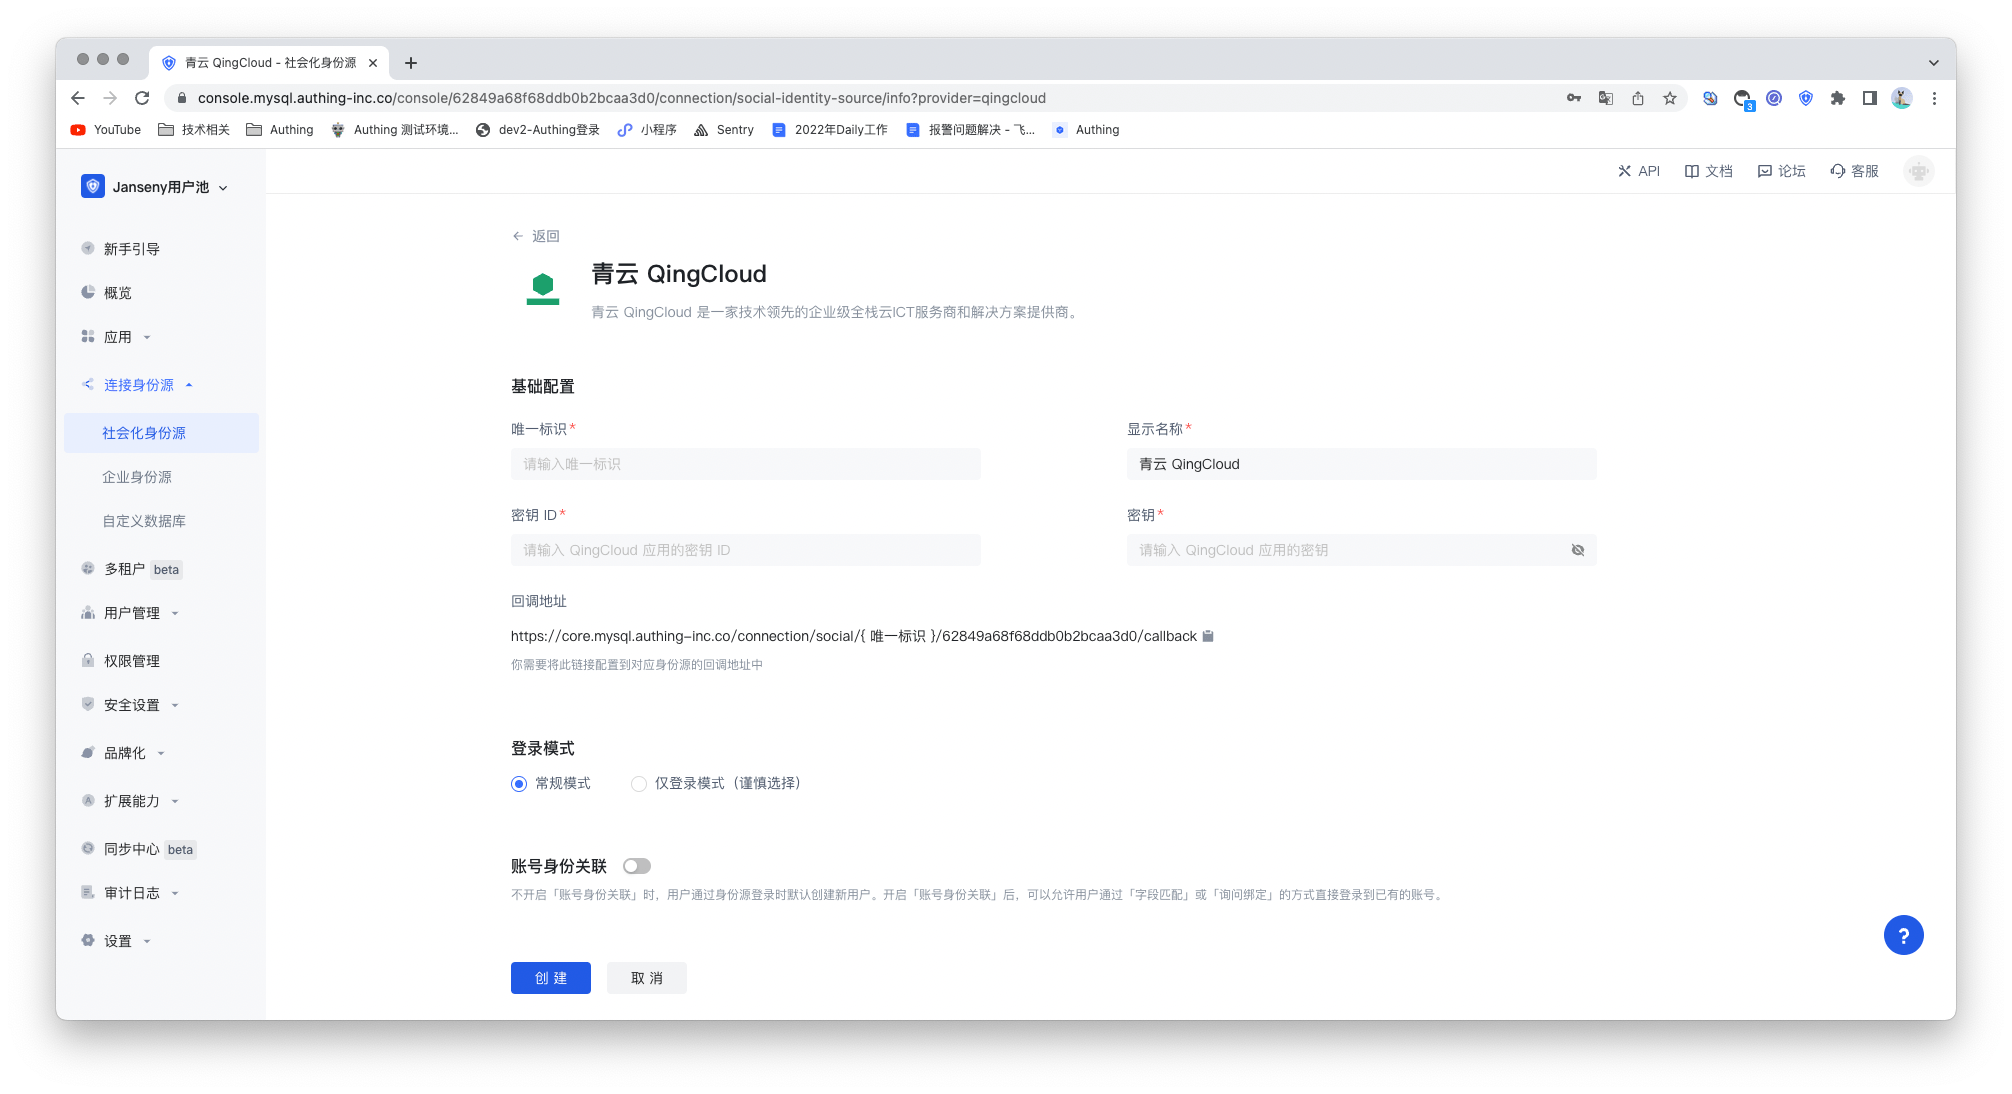 青云 QingCloud - 社会化身份源
console.mysql.authing-inc.co/console/62849a68f68ddb0b2bcaa3d0/connection/social-identity-source/info?provider=qingcloud
3
YouTube 技术相关 Authing Authing 测试环境... dev2-Authing登录 小程序 Sentry 2022年Daily工作 报警问题解决 - 飞... Authing
Janseny用户池
API 文档 论坛 客服
新手引导
概览
应用
连接身份源
社会化身份源
企业身份源
自定义数据库
多租户 beta
用户管理
权限管理
安全设置
品牌化
扩展能力
同步中心 beta
审计日志
设置
返回
青云 QingCloud
青云 QingCloud 是一家技术领先的企业级全栈云ICT服务商和解决方案提供商。
基础配置
唯一标识* 显示名称*
请输入唯一标识 青云 QingCloud
密钥 ID* 密钥*
请输入 QingCloud 应用的密钥 ID 请输入 QingCloud 应用的密钥
回调地址
https://core.mysql.authing-inc.co/connection/social/{ 唯一标识 }/62849a68f68ddb0b2bcaa3d0/callback
你需要将此链接配置到对应身份源的回调地址中
登录模式
常规模式 仅登录模式（谨慎选择）
账号身份关联
不开启「账号身份关联」时，用户通过身份源登录时默认创建新用户。开启「账号身份关联」后，可以允许用户通过「字段匹配」或「询问绑定」的方式直接登录到已有的账号。
?
创 建 取 消